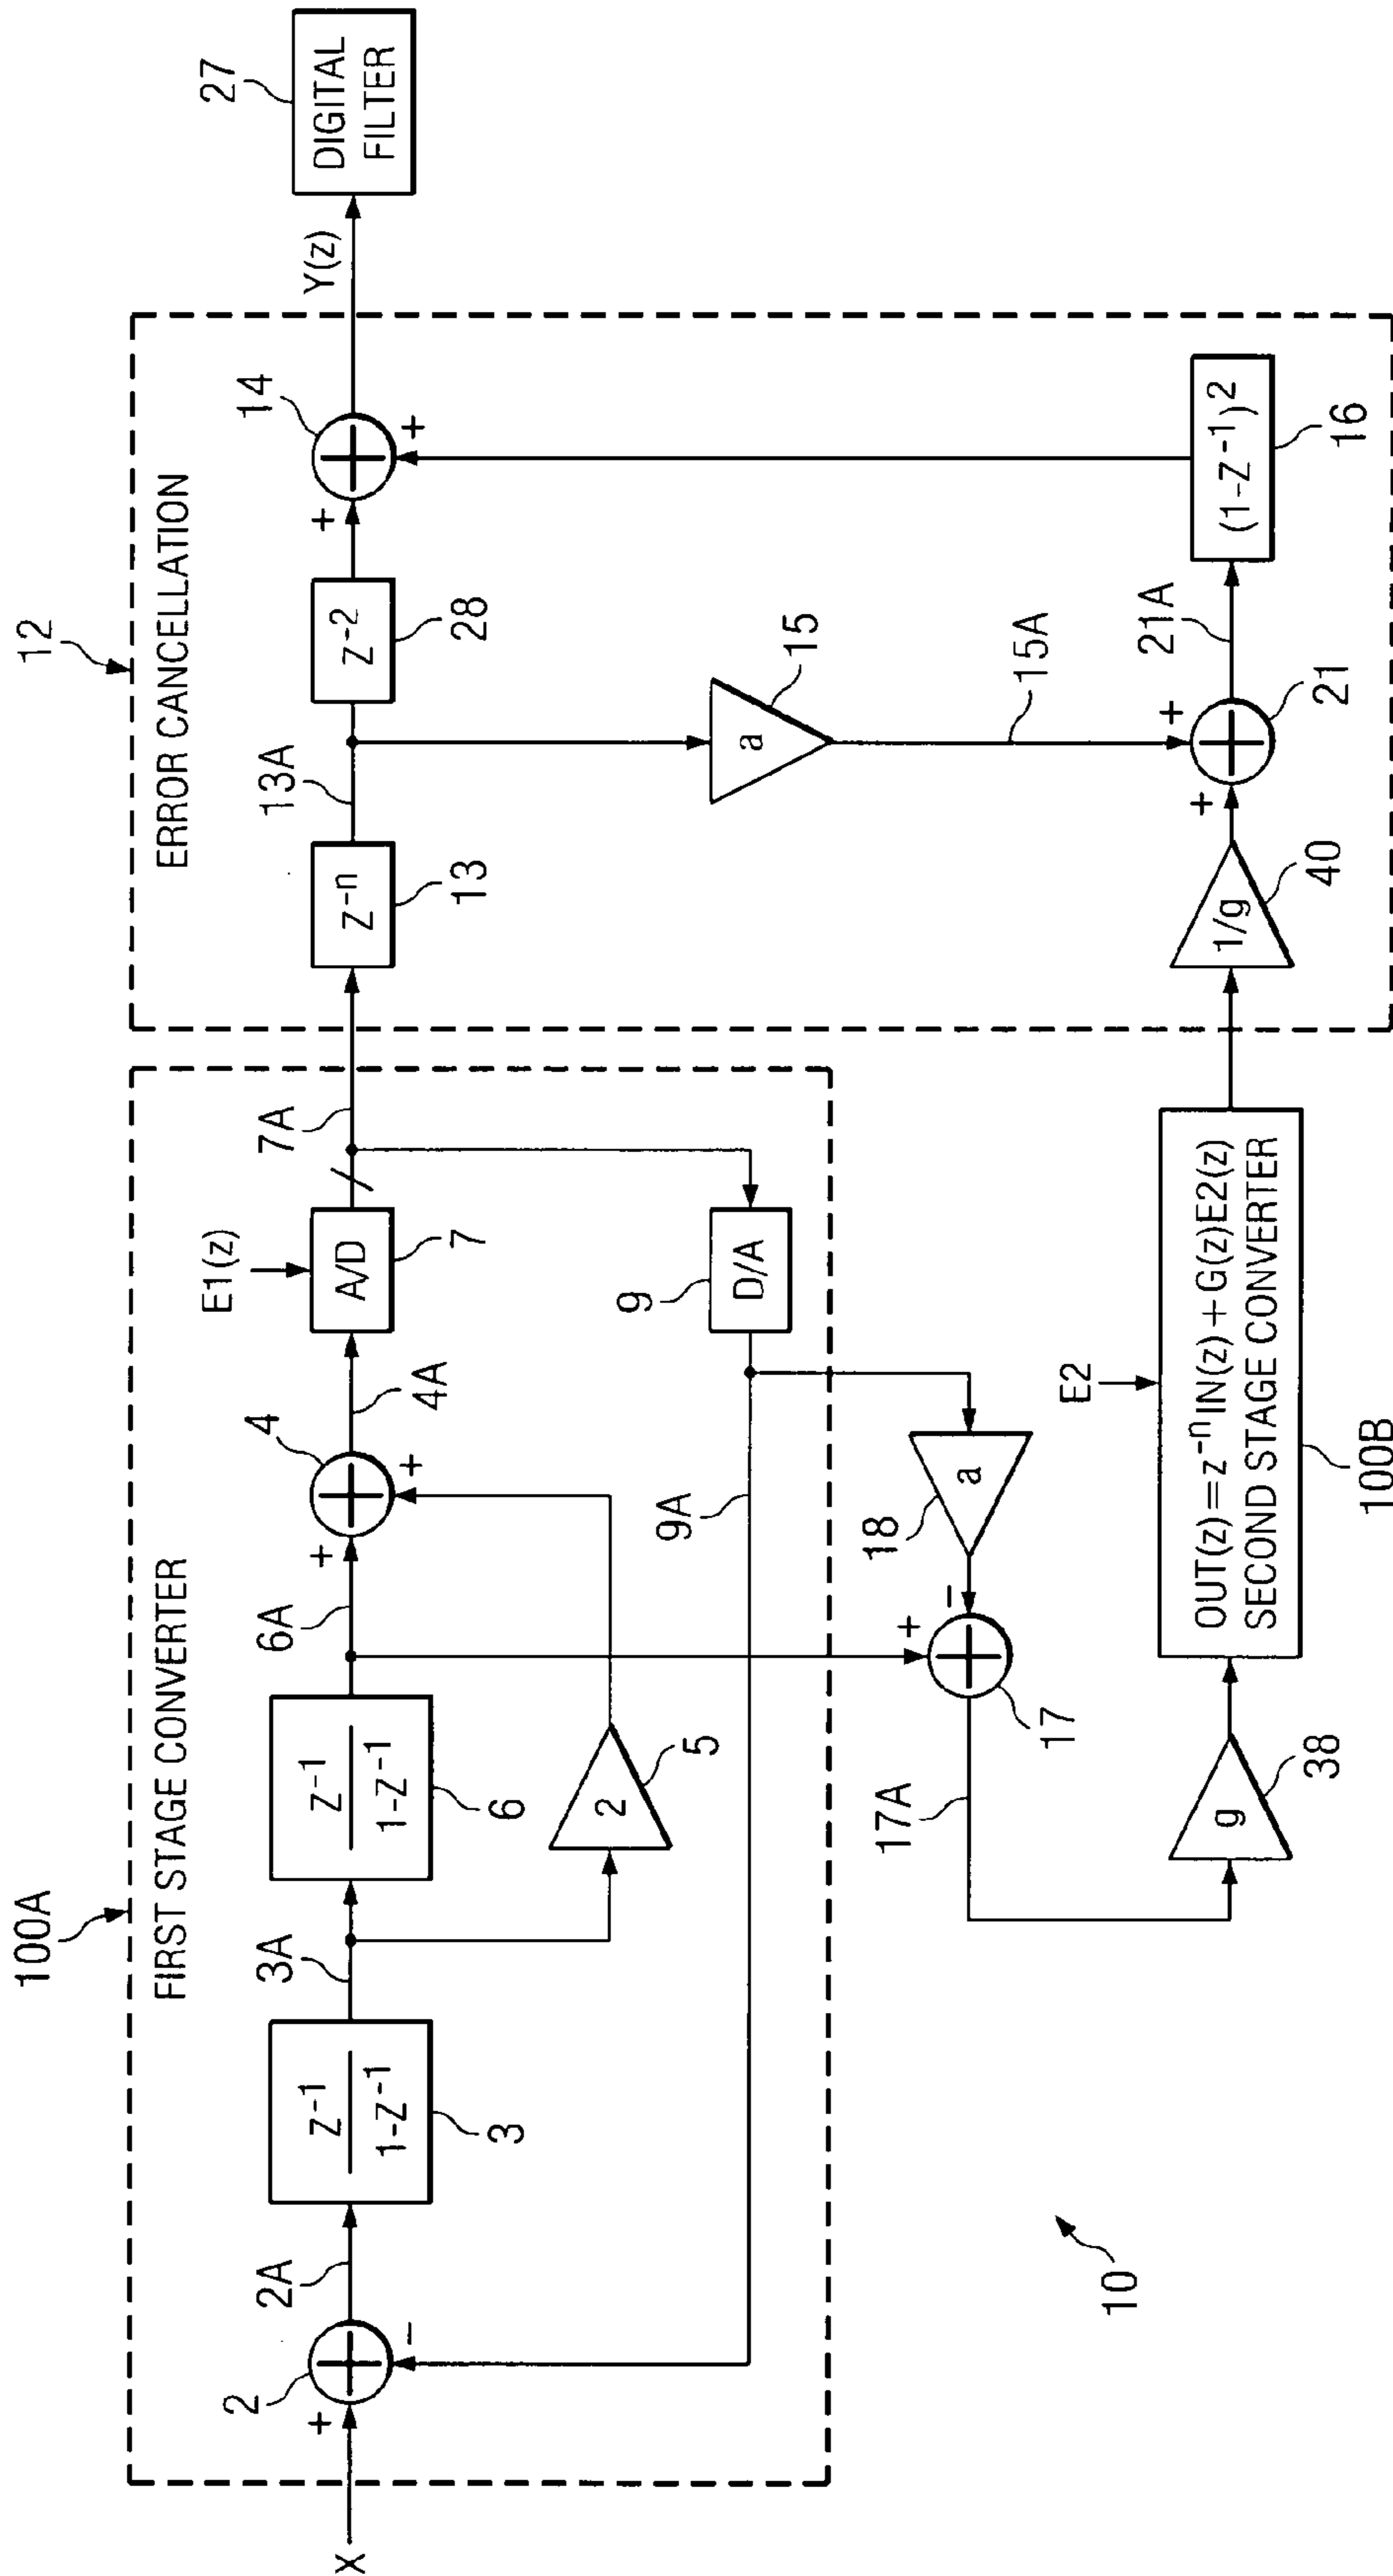 100A
FIRST STAGE CONVERTER
X
+
−
2
2A
Z⁻¹
1-Z⁻¹
3
3A
Z⁻¹
1-Z⁻¹
6
2
5
6A
+
+
4
4A
E1(z)
A/D
7
7A
D/A
9
9A
a
18
+
−
17
17A
g
38
E2
OUT(z)=z⁻ⁿIN(z)+G(z)E2(z)
SECOND STAGE CONVERTER
100B
10
12
ERROR CANCELLATION
Z⁻ⁿ
13
13A
Z⁻²
28
+
+
14
a
15
15A
1/g
40
+
+
21
21A
(1-Z⁻¹)²
16
Y(z)
DIGITAL
FILTER
27